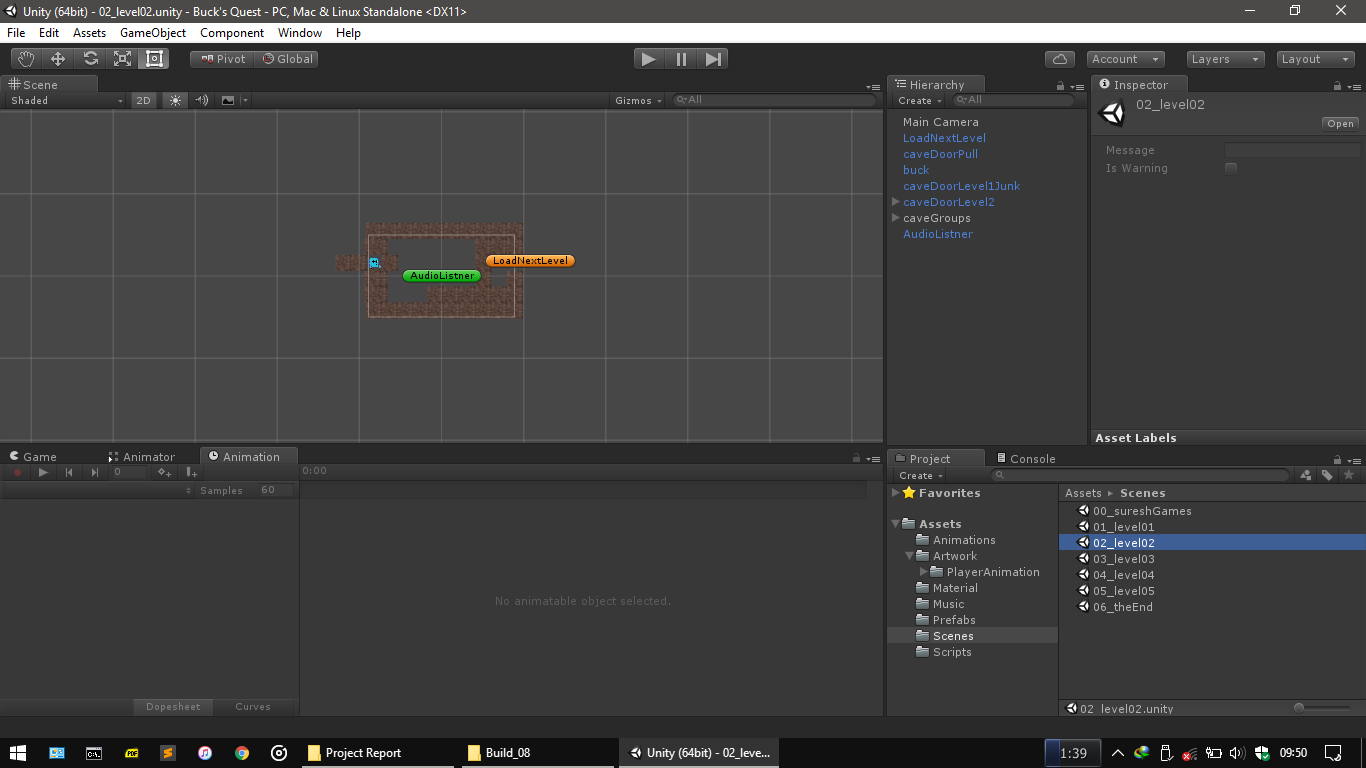 Unity (64bit) - 02_level02.unity - Buck's Quest - PC, Mac & Linux Standalone <DX11>
File Edit Assets GameObject Component Window Help
Pivot Global Account Layers Layout
Scene
Shaded 2D Gizmos All
LoadNextLevel
AudioListner
Hierarchy
Create All
Main Camera
LoadNextLevel
caveDoorPull
buck
caveDoorLevel1Junk
caveDoorLevel2
caveGroups
AudioListner
Inspector
02_level02
Open
Message
Is Warning
Asset Labels
Game Animator Animation
0 0:00
Samples 60
No animatable object selected.
Dopesheet Curves
Project Console
Create
Favorites
Assets
Animations
Artwork
PlayerAnimation
Material
Music
Prefabs
Scenes
Scripts
Assets ▸ Scenes
00_sureshGames
01_level01
02_level02
03_level03
04_level04
05_level05
06_theEnd
02_level02.unity
Project Report Build_08 Unity (64bit) - 02_leve... 1:39 09:50